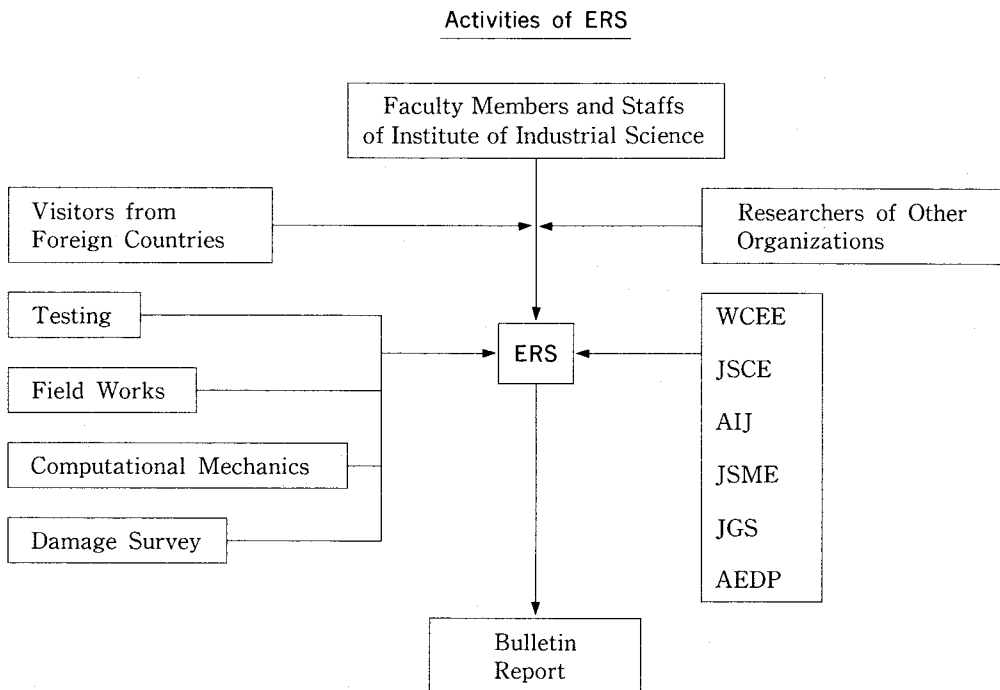 Activities of ERS
Faculty Members and Staffs
of Institute of Industrial Science
Visitors from
Foreign Countries
Researchers of Other
Organizations
Testing
Field Works
Computational Mechanics
Damage Survey
ERS
WCEE
JSCE
AIJ
JSME
JGS
AEDP
Bulletin
Report